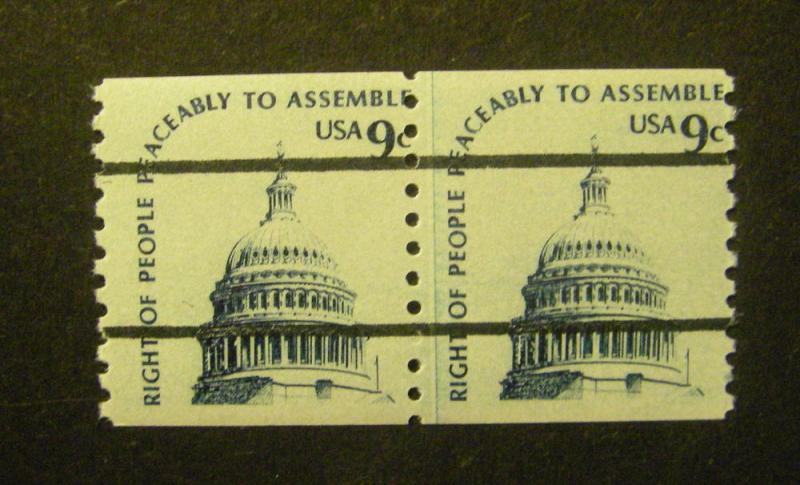 RIGHT OF PEOPLE PEACEABLY TO ASSEMBLE
USA 9c
RIGHT OF PEOPLE PEACEABLY TO ASSEMBLE
USA 9c